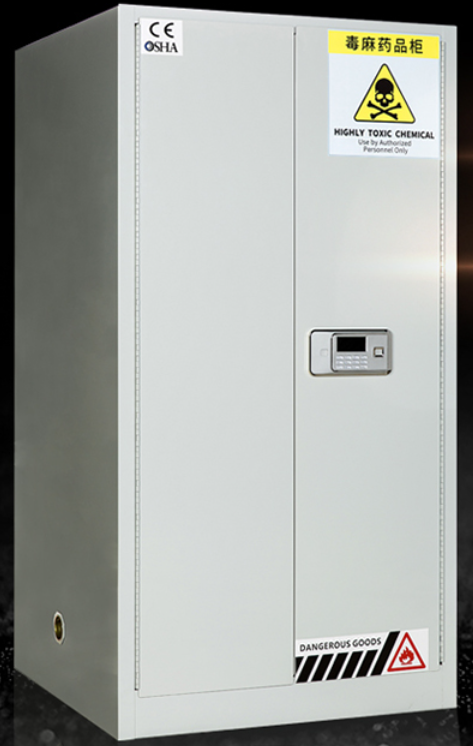 CE
OSHA
毒麻药品柜
HIGHLY TOXIC CHEMICAL
Use by Authorized
Personnel Only
DANGEROUS GOODS